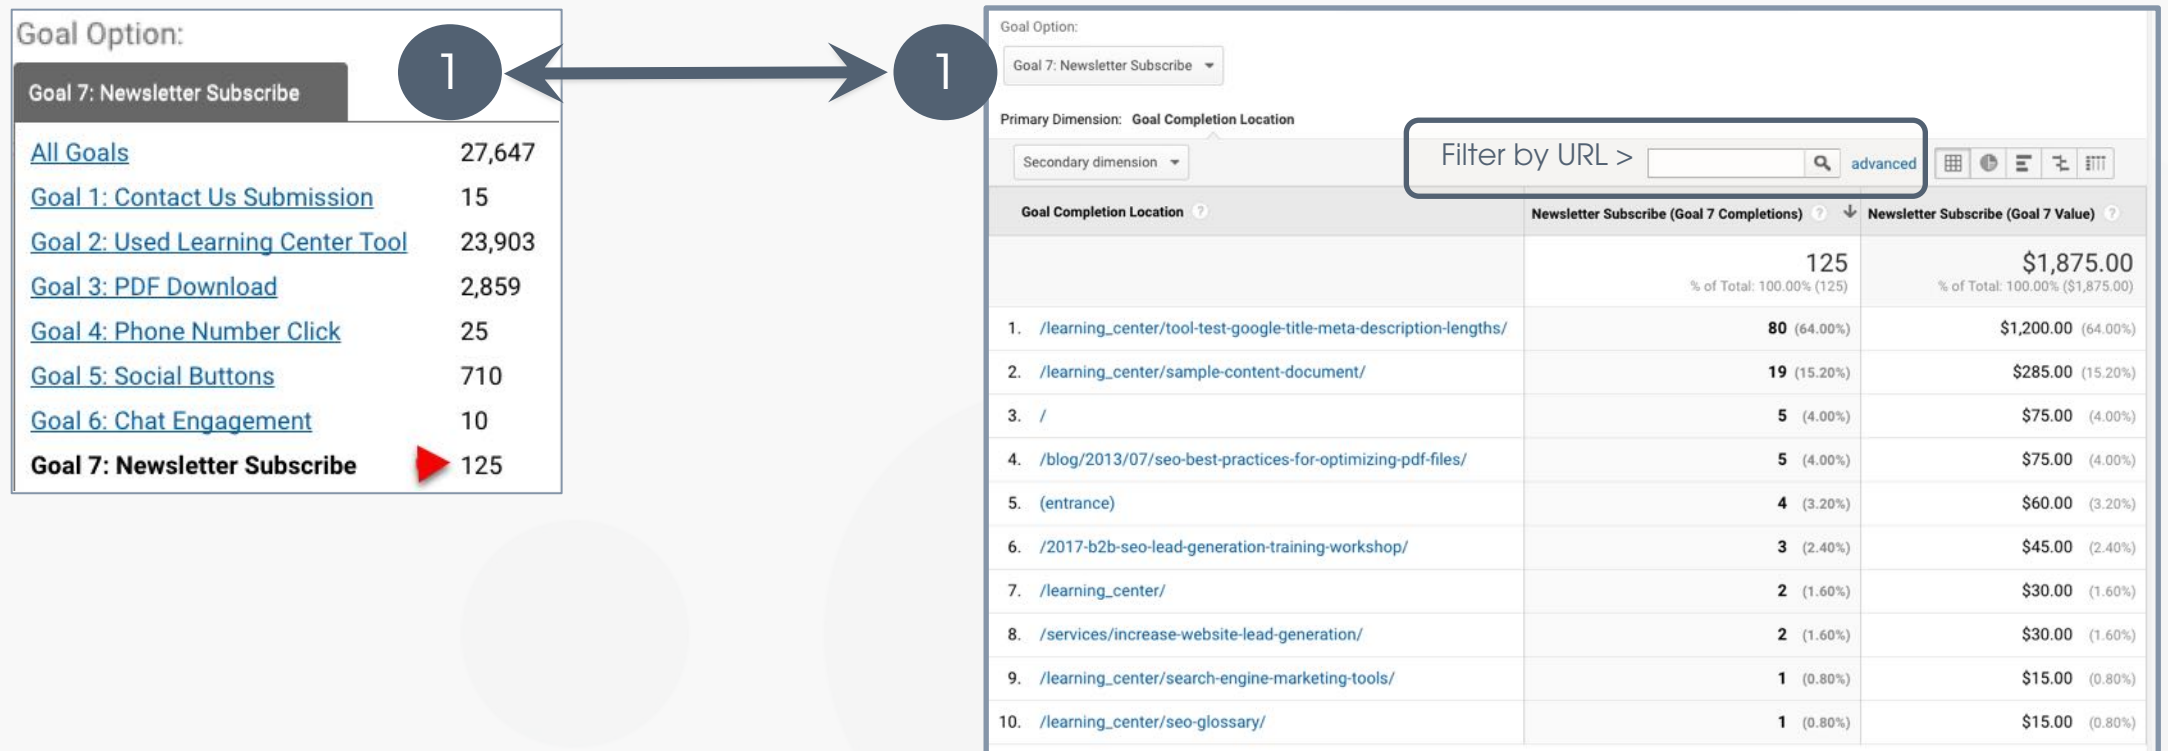 Goal Option:
1
Goal 7: Newsletter Subscribe
All Goals 27,647
Goal 1: Contact Us Submission 15
Goal 2: Used Learning Center Tool 23,903
Goal 3: PDF Download 2,859
Goal 4: Phone Number Click 25
Goal 5: Social Buttons 710
Goal 6: Chat Engagement 10
Goal 7: Newsletter Subscribe 125
1
Goal Option:
Goal 7: Newsletter Subscribe
Primary Dimension: Goal Completion Location
Secondary dimension Filter by URL > advanced
Goal Completion Location ? Newsletter Subscribe (Goal 7 Completions) ? Newsletter Subscribe (Goal 7 Value) ?
125 $1,875.00
% of Total: 100.00% (125) % of Total: 100.00% ($1,875.00)
1. /learning_center/tool-test-google-title-meta-description-lengths/ 80 (64.00%) $1,200.00 (64.00%)
2. /learning_center/sample-content-document/ 19 (15.20%) $285.00 (15.20%)
3. / 5 (4.00%) $75.00 (4.00%)
4. /blog/2013/07/seo-best-practices-for-optimizing-pdf-files/ 5 (4.00%) $75.00 (4.00%)
5. (entrance) 4 (3.20%) $60.00 (3.20%)
6. /2017-b2b-seo-lead-generation-training-workshop/ 3 (2.40%) $45.00 (2.40%)
7. /learning_center/ 2 (1.60%) $30.00 (1.60%)
8. /services/increase-website-lead-generation/ 2 (1.60%) $30.00 (1.60%)
9. /learning_center/search-engine-marketing-tools/ 1 (0.80%) $15.00 (0.80%)
10. /learning_center/seo-glossary/ 1 (0.80%) $15.00 (0.80%)